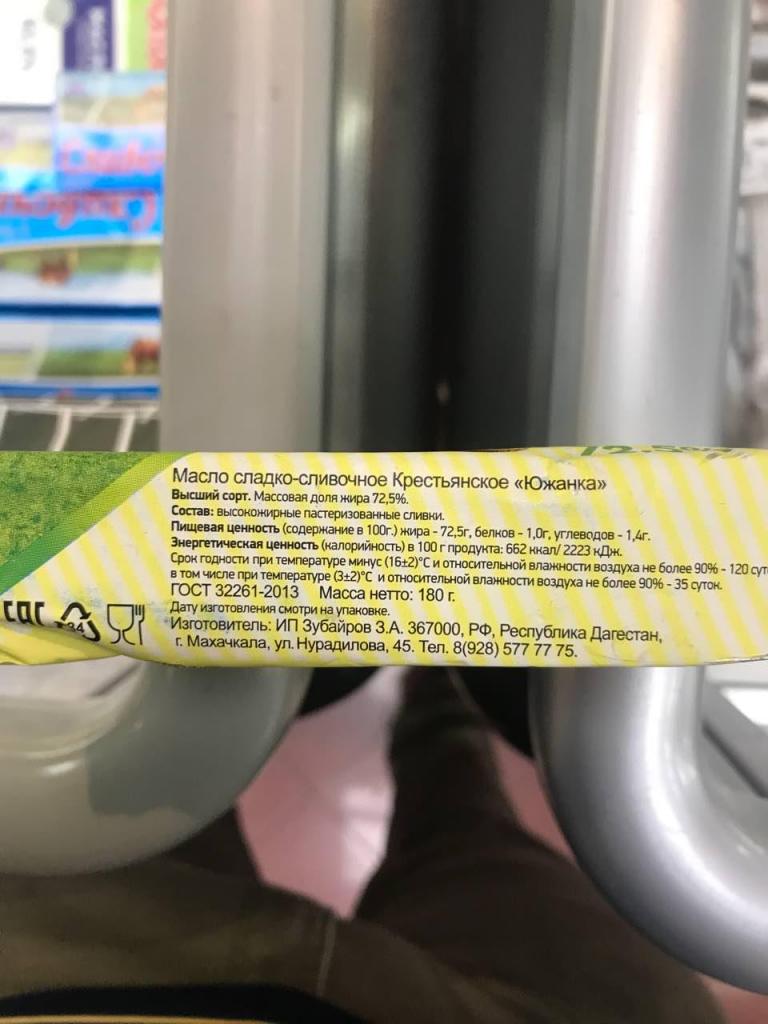 72,5%
Масло сладко-сливочное Крестьянское «Южанка»
Высший сорт. Массовая доля жира 72,5%.
Состав: высокожирные пастеризованные сливки.
Пищевая ценность (содержание в 100г.) жира - 72,5г, белков - 1,0г, углеводов - 1,4г.
Энергетическая ценность (калорийность) в 100 г продукта: 662 ккал/ 2223 кДж.
Срок годности при температуре минус (16±2)°С и относительной влажности воздуха не более 90% - 120 сут
в том числе при температуре (3±2)°С и относительной влажности воздуха не более 90% - 35 суток.
ГОСТ 32261-2013 Масса нетто: 180 г.
Дату изготовления смотри на упаковке.
Изготовитель: ИП Зубайров З.А. 367000, РФ, Республика Дагестан,
г. Махачкала, ул. Нурадилова, 45. Тел. 8(928) 577 77 75.
ЕАС 84